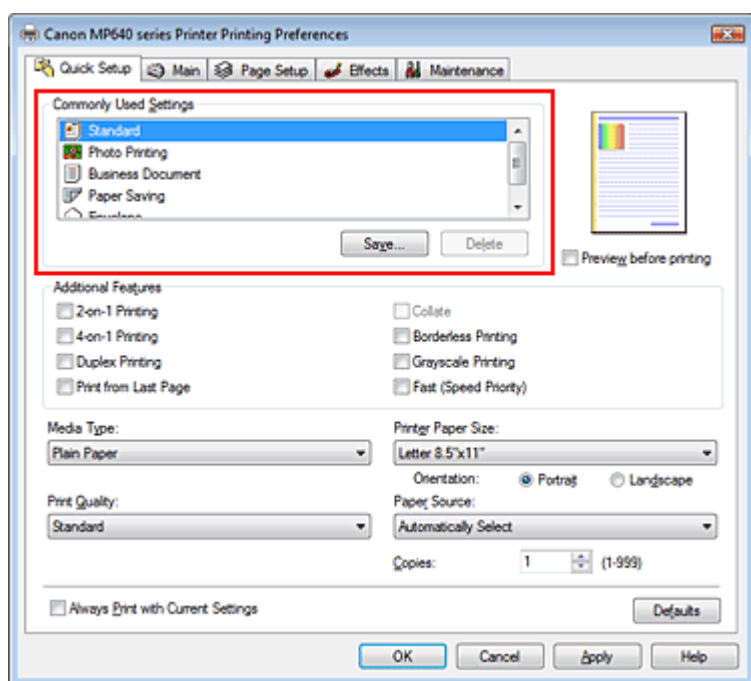 Canon MP640 series Printer Printing Preferences
Quick Setup Main Page Setup Effects Maintenance
Commonly Used Settings
Standard
Photo Printing
Business Document
Paper Saving
Envelope
Save... Delete
Preview before printing
Additional Features
2-on-1 Printing Collate
4-on-1 Printing Borderless Printing
Duplex Printing Grayscale Printing
Print from Last Page Fast (Speed Priority)
Media Type: Printer Paper Size:
Plain Paper Letter 8.5"x11"
Orientation: Portrait Landscape
Print Quality: Paper Source:
Standard Automatically Select
Copies: 1 (1-999)
Always Print with Current Settings Defaults
OK Cancel Apply Help